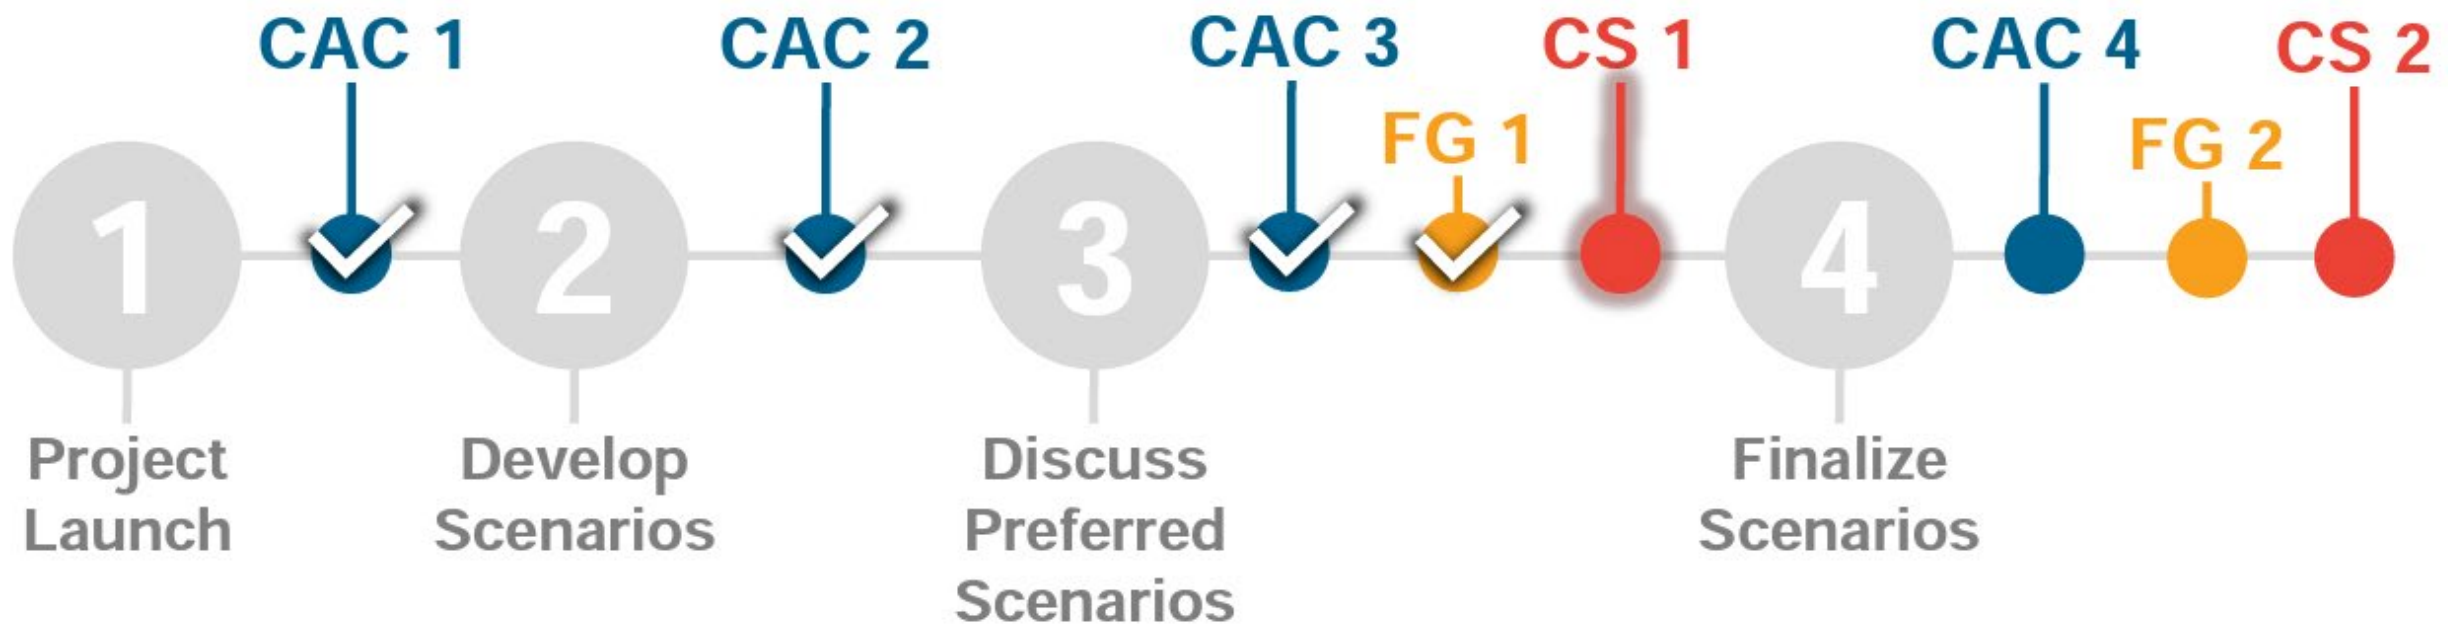 CAC 1
CAC 2
CAC 3
CS 1
CAC 4
CS 2
FG 1
FG 2
1
2
3
4
Project
Launch
Develop
Scenarios
Discuss
Preferred
Scenarios
Finalize
Scenarios